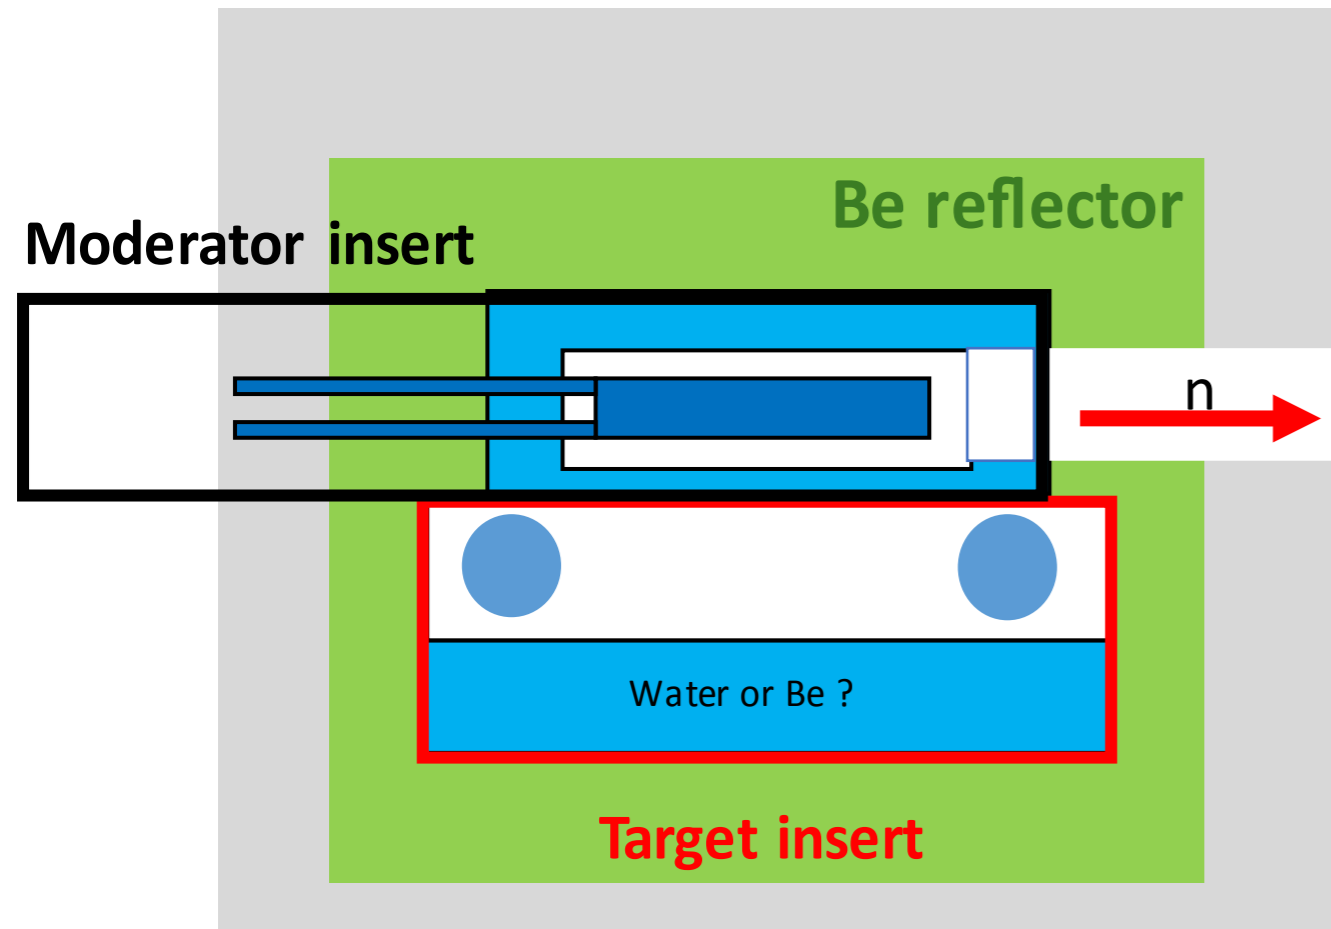 Be reflector
Moderator insert
n
Water or Be ?
Target insert